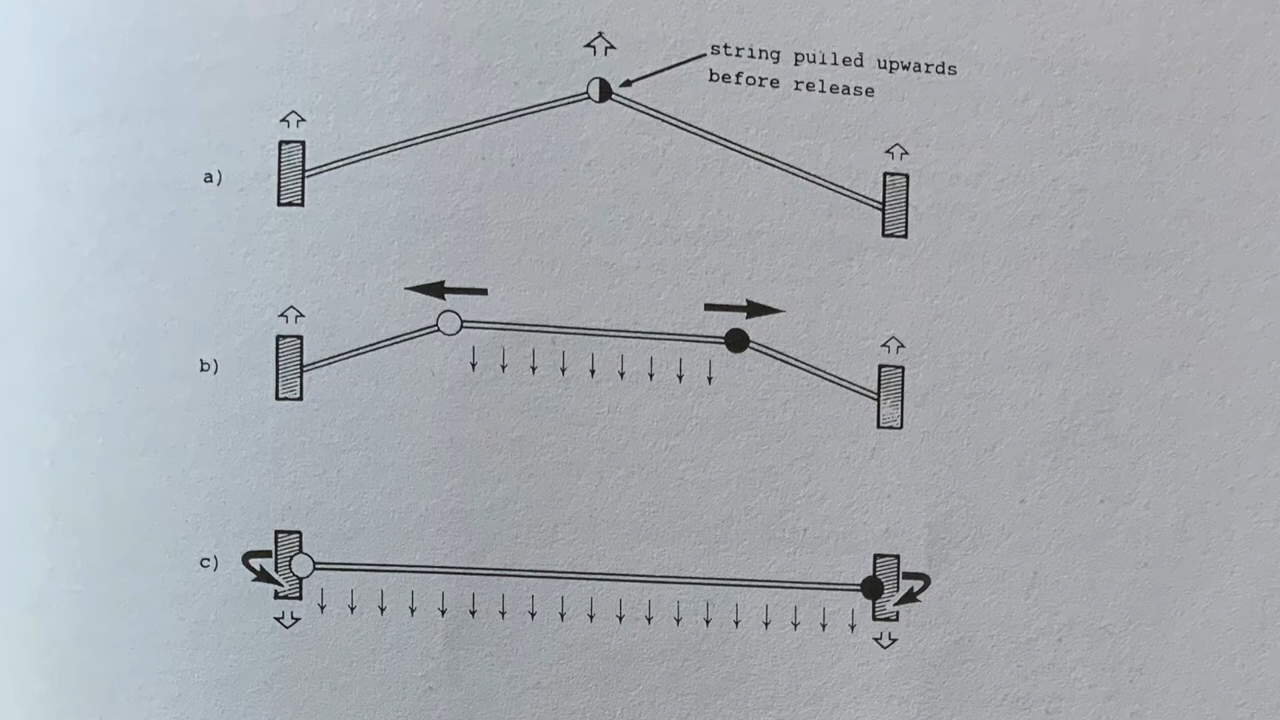 string pulled upwards
before release
a)
b)
c)